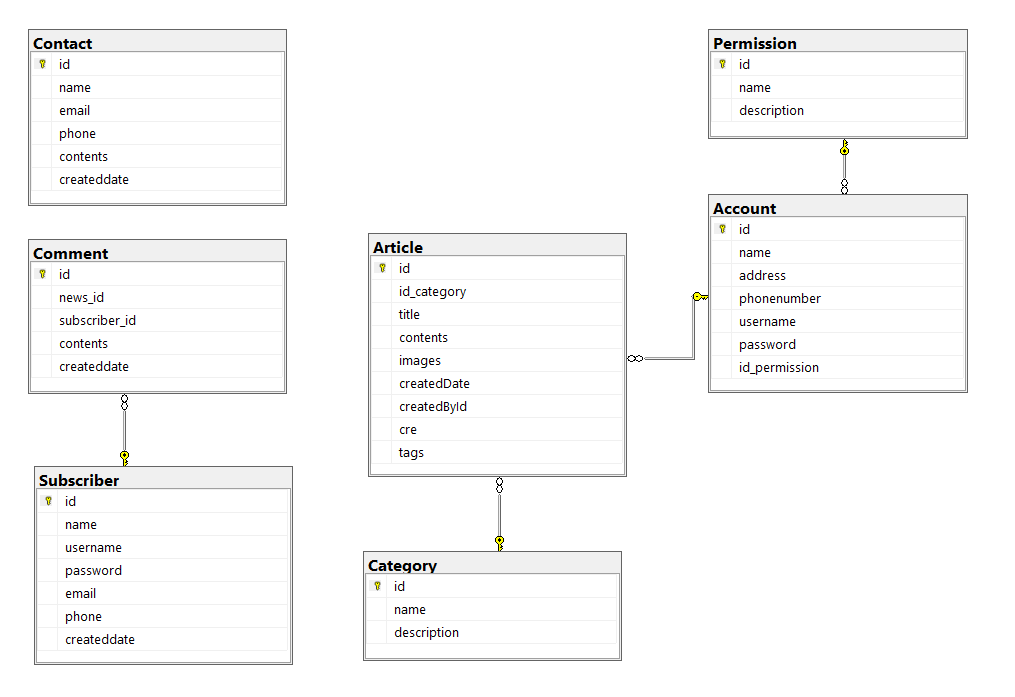 Contact
id
name
email
phone
contents
createddate
Comment
id
news_id
subscriber_id
contents
createddate
Subscriber
id
name
username
password
email
phone
createddate
Article
id
id_category
title
contents
images
createdDate
createdById
cre
tags
Category
id
name
description
Permission
id
name
description
Account
id
name
address
phonenumber
username
password
id_permission